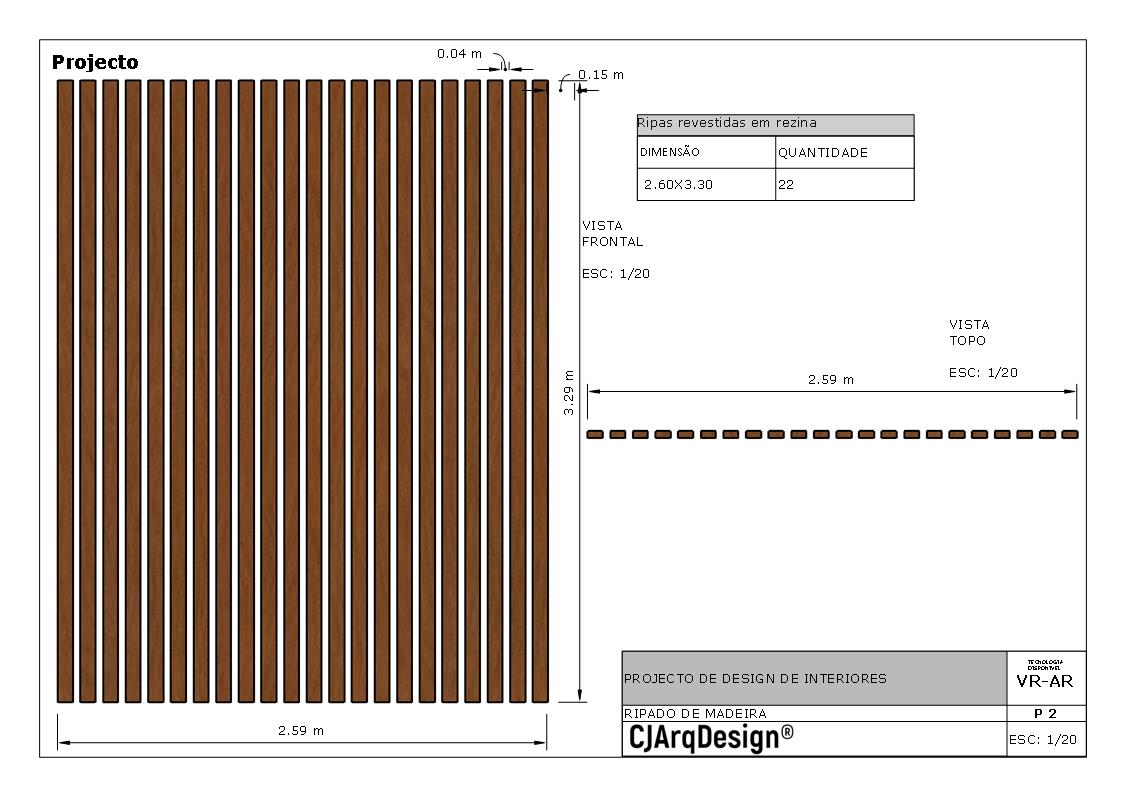 Projecto
0.04 m
0.15 m
Ripas revestidas em rezina
DIMENSÃO QUANTIDADE
2.60X3.30 22
VISTA
FRONTAL
ESC: 1/20
VISTA
TOPO
ESC: 1/20
2.59 m
3.29 m
2.59 m
PROJECTO DE DESIGN DE INTERIORES
TECNOLOGIA
DISPONIVEL
VR-AR
RIPADO DE MADEIRA
P 2
CJArqDesign®
ESC: 1/20